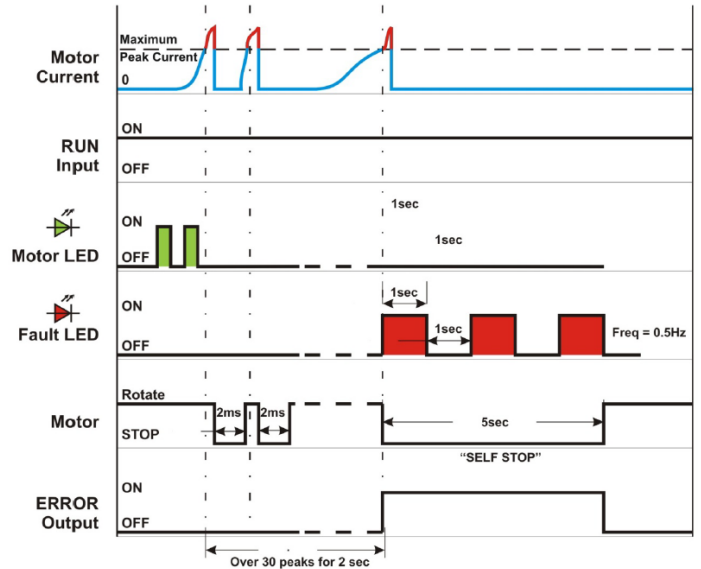 Maximum
Peak Current
0
Motor
Current
ON
OFF
RUN
Input
1sec
ON
1sec
OFF
Motor LED
1sec
ON
1sec
Freq = 0.5Hz
OFF
Fault LED
Rotate
2ms
2ms
Motor
5sec
STOP
"SELF STOP"
ON
ERROR
Output
OFF
Over 30 peaks for 2 sec